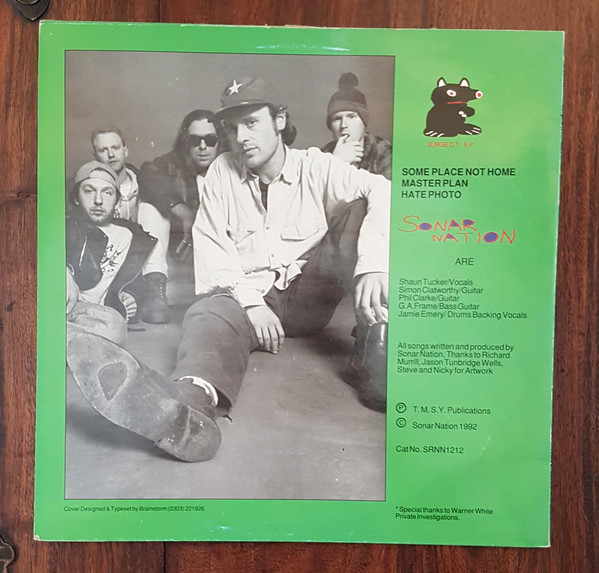 SURGE.S.T. E.P.
SOME PLACE NOT HOME
MASTER PLAN
HATE PHOTO
SONAR
NATION
ARE
Shaun Tucker/Vocals
Simon Clatworthy/Guitar
Phil Clarke/Guitar
G.A.Frame/Bass Guitar
Jamie Emery/ Drums Backing Vocals
All songs written and produced by
Sonar Nation, Thanks to Richard
Murrill, Jason Tunbridge Wells,
Steve and Nicky for Artwork
Ⓟ T. M. S. Y. Publications
© Sonar Nation 1992
Cat No. SRNN1212
Cover Designed & Typeset by Brainstorm (0303) 221926
* Special thanks to Warner White
Private Investigations.